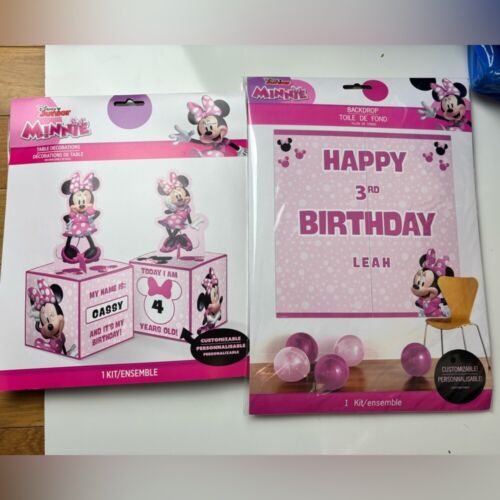 Disney
Junior
MINNIE
TABLE DECORATIONS
DÉCORATIONS DE TABLE
MY NAME IS:
CASSY
AND IT'S MY
BIRTHDAY!
TODAY I AM
4
YEARS OLD!
CUSTOMIZABLE
PERSONNALISABLE
PERSONALIZABLE
1 KIT/ENSEMBLE
Disney Junior
MINNIE
BACKDROP
TOILE DE FOND
HAPPY
3RD
BIRTHDAY
LEAH
CUSTOMIZABLE!
PERSONNALISABLE!
1 Kit/ensemble